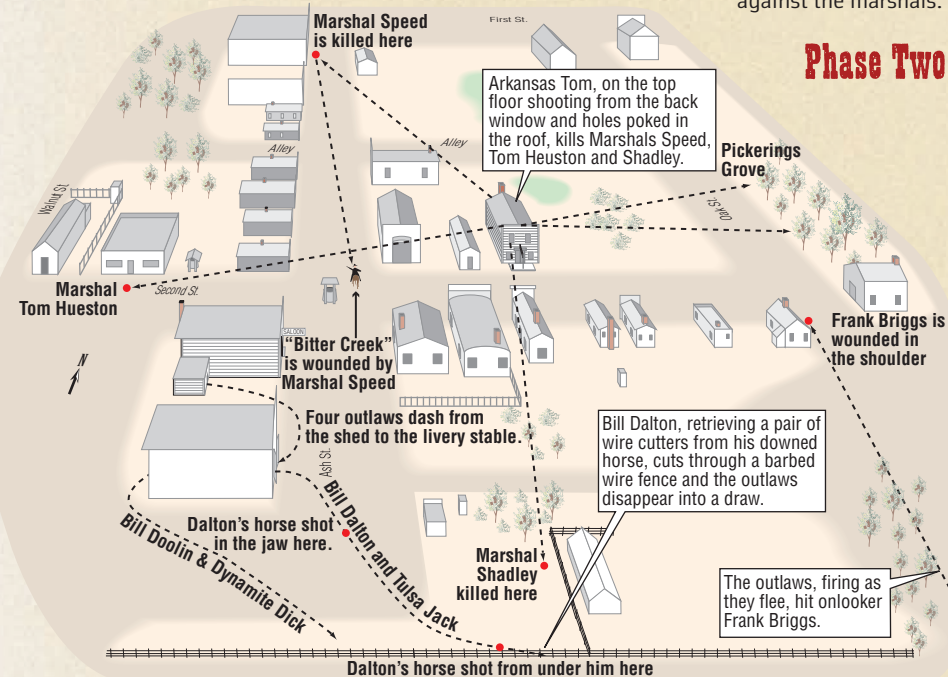 against the marshals.
Phase Two
Marshal Speed
is killed here
First St.
Arkansas Tom, on the top
floor shooting from the back
window and holes poked in
the roof, kills Marshals Speed,
Tom Heuston and Shadley.
Alley
Alley
Pickerings
Grove
Walnut St.
Oak St.
Marshal
Tom Hueston
Second St.
SALOON
"Bitter Creek"
is wounded by
Marshal Speed
Frank Briggs is
wounded in
the shoulder
N
Four outlaws dash from
the shed to the livery stable.
Ash St.
Bill Dalton, retrieving a pair of
wire cutters from his downed
horse, cuts through a barbed
wire fence and the outlaws
disappear into a draw.
Dalton's horse shot
in the jaw here.
Bill Doolin & Dynamite Dick
Bill Dalton and Tulsa Jack
Marshal
Shadley
killed here
The outlaws, firing as
they flee, hit onlooker
Frank Briggs.
Dalton's horse shot from under him here